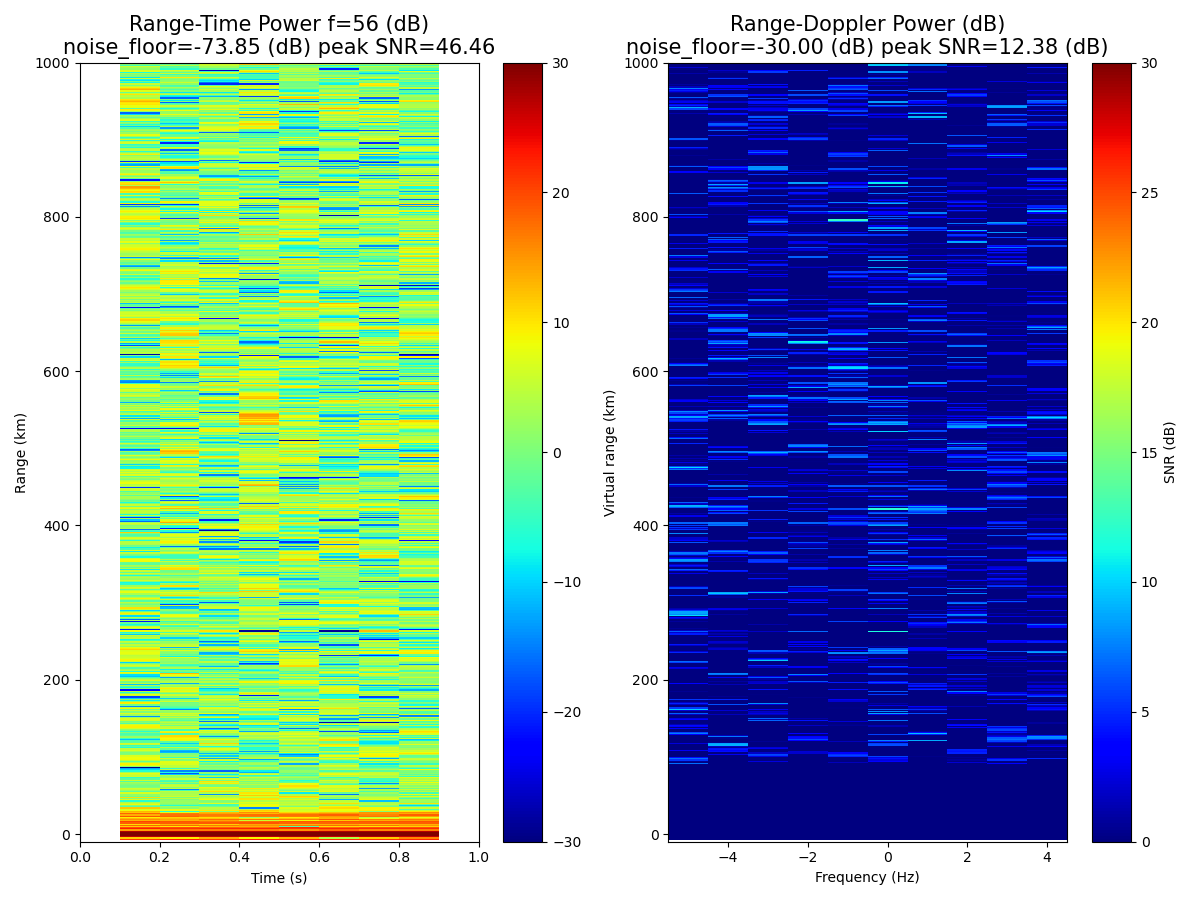 Range-Time Power f=56 (dB)
noise_floor=-73.85 (dB) peak SNR=46.46
Range-Doppler Power (dB)
noise_floor=-30.00 (dB) peak SNR=12.38 (dB)
1000
800
600
400
200
0
Range (km)
0.0 0.2 0.4 0.6 0.8 1.0
Time (s)
30
20
10
0
−10
−20
−30
1000
800
600
400
200
0
Virtual range (km)
−4 −2 0 2 4
Frequency (Hz)
30
25
20
15
10
5
0
SNR (dB)